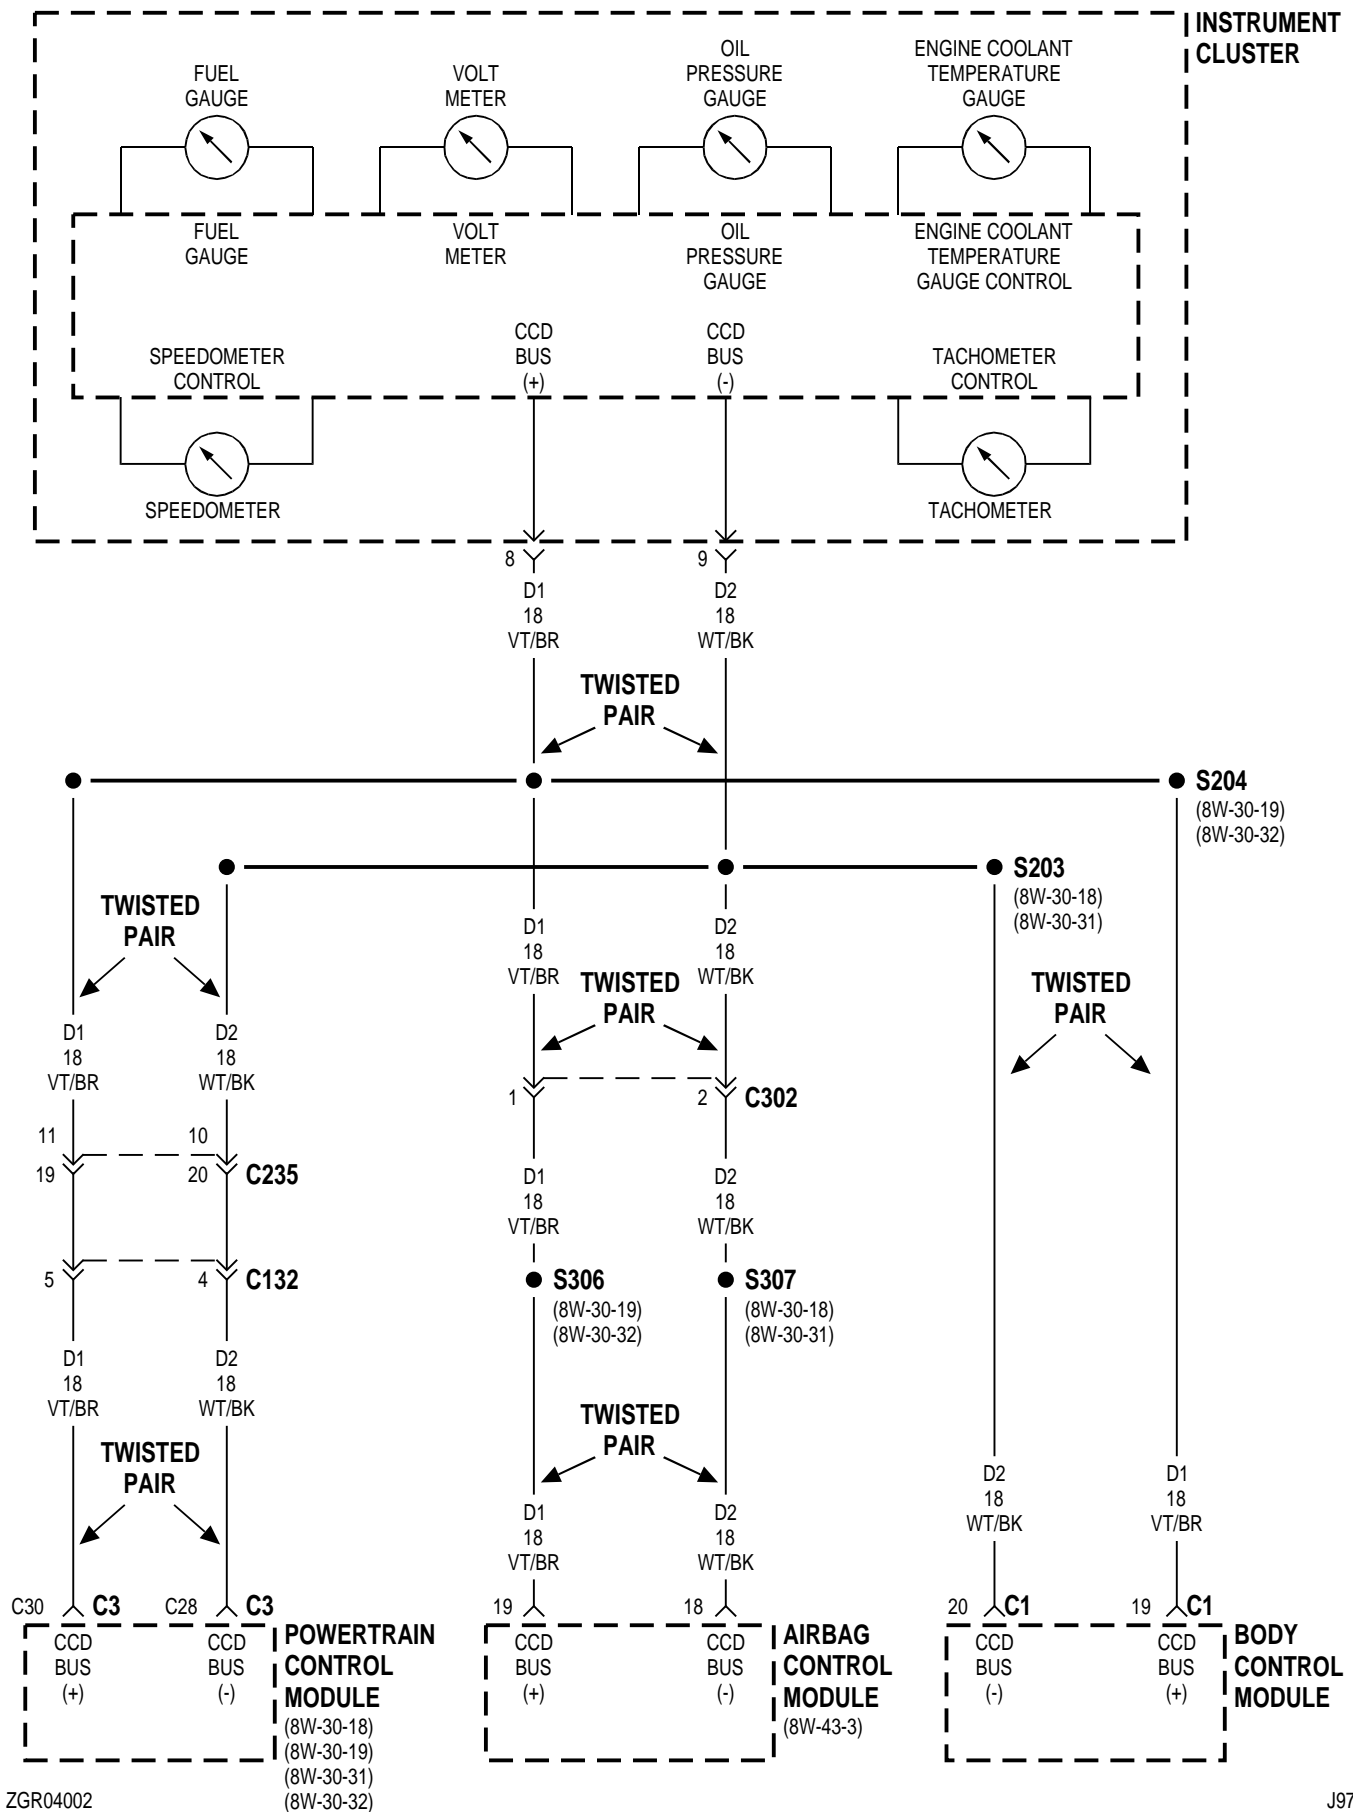 INSTRUMENT
CLUSTER
FUEL
GAUGE
VOLT
METER
OIL
PRESSURE
GAUGE
ENGINE COOLANT
TEMPERATURE
GAUGE
FUEL
GAUGE
VOLT
METER
OIL
PRESSURE
GAUGE
ENGINE COOLANT
TEMPERATURE
GAUGE CONTROL
SPEEDOMETER
CONTROL
CCD
BUS
(+)
CCD
BUS
(-)
TACHOMETER
CONTROL
SPEEDOMETER
TACHOMETER
8
9
D1
18
VT/BR
D2
18
WT/BK
TWISTED
PAIR
S204
(8W-30-19)
(8W-30-32)
S203
(8W-30-18)
(8W-30-31)
TWISTED
PAIR
D1
18
VT/BR
D2
18
WT/BK
TWISTED
PAIR
TWISTED
PAIR
D1
18
VT/BR
D2
18
WT/BK
1
2
C302
11
10
19
20
C235
D1
18
VT/BR
D2
18
WT/BK
5
4
C132
S306
(8W-30-19)
(8W-30-32)
S307
(8W-30-18)
(8W-30-31)
D1
18
VT/BR
D2
18
WT/BK
TWISTED
PAIR
TWISTED
PAIR
D2
18
WT/BK
D1
18
VT/BR
D1
18
VT/BR
D2
18
WT/BK
C30
C3
C28
C3
19
18
20
C1
19
C1
CCD
BUS
(+)
CCD
BUS
(-)
POWERTRAIN
CONTROL
MODULE
(8W-30-18)
(8W-30-19)
(8W-30-31)
(8W-30-32)
CCD
BUS
(+)
CCD
BUS
(-)
AIRBAG
CONTROL
MODULE
(8W-43-3)
CCD
BUS
(-)
CCD
BUS
(+)
BODY
CONTROL
MODULE
ZGR04002
J97